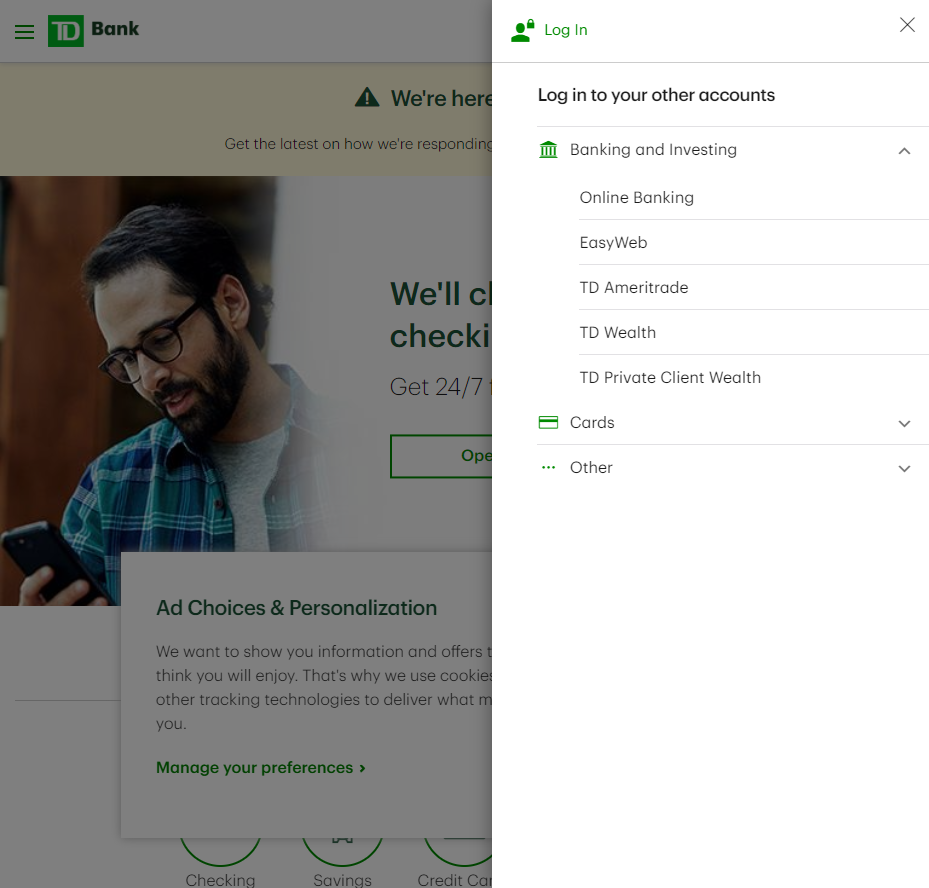 TD Bank
We're here
Get the latest on how we're responding
We'll
checki
Get 24/7
Ope
Ad Choices & Personalization
We want to show you information and offers
think you will enjoy. That's why we use cookies
other tracking technologies to deliver what
you.
Manage your preferences ›
Checking
Savings
Credit Car
Log In
Log in to your other accounts
Banking and Investing
Online Banking
EasyWeb
TD Ameritrade
TD Wealth
TD Private Client Wealth
Cards
Other